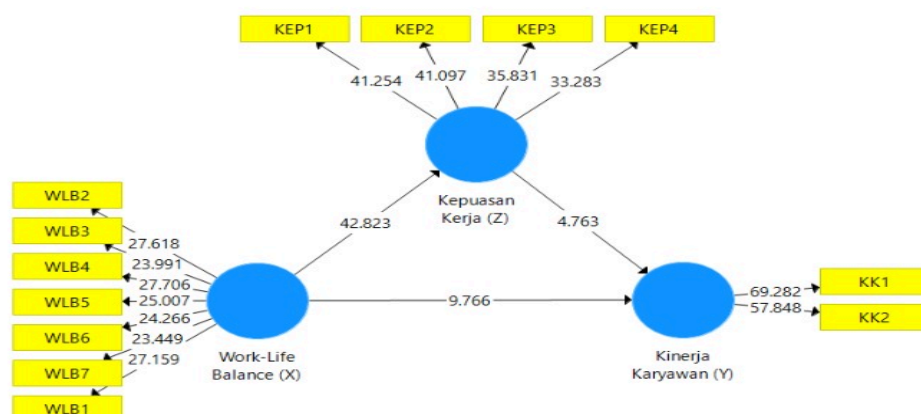 KEP1 KEP2 KEP3 KEP4
41.254 41.097 35.831 33.283
Kepuasan
Kerja (Z)
42.823
4.763
9.766
WLB2
WLB3
WLB4
WLB5
WLB6
WLB7
WLB1
27.618
23.991
27.706
25.007
24.266
23.449
27.159
Work-Life
Balance (X)
69.282
57.848
KK1
KK2
Kinerja
Karyawan (Y)